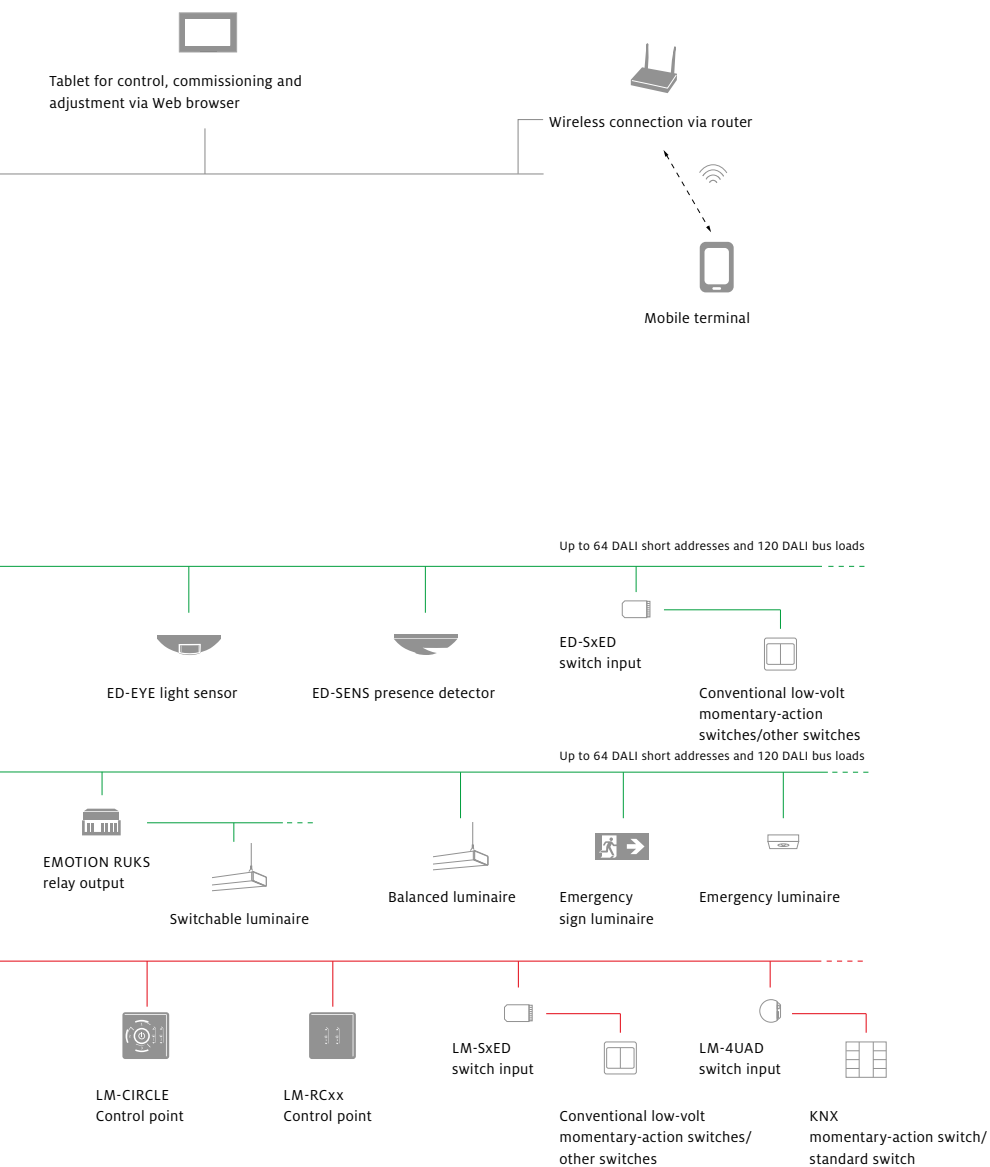 Tablet for control, commissioning and
adjustment via Web browser
Wireless connection via router
Mobile terminal
Up to 64 DALI short addresses and 120 DALI bus loads
ED-EYE light sensor
ED-SENS presence detector
ED-SxED
switch input
Conventional low-volt
momentary-action
switches/other switches
Up to 64 DALI short addresses and 120 DALI bus loads
EMOTION RUKS
relay output
Switchable luminaire
Balanced luminaire
Emergency
sign luminaire
Emergency luminaire
LM-CIRCLE
Control point
LM-RCxx
Control point
LM-SxED
switch input
Conventional low-volt
momentary-action switches/
other switches
LM-4UAD
switch input
KNX
momentary-action switch/
standard switch